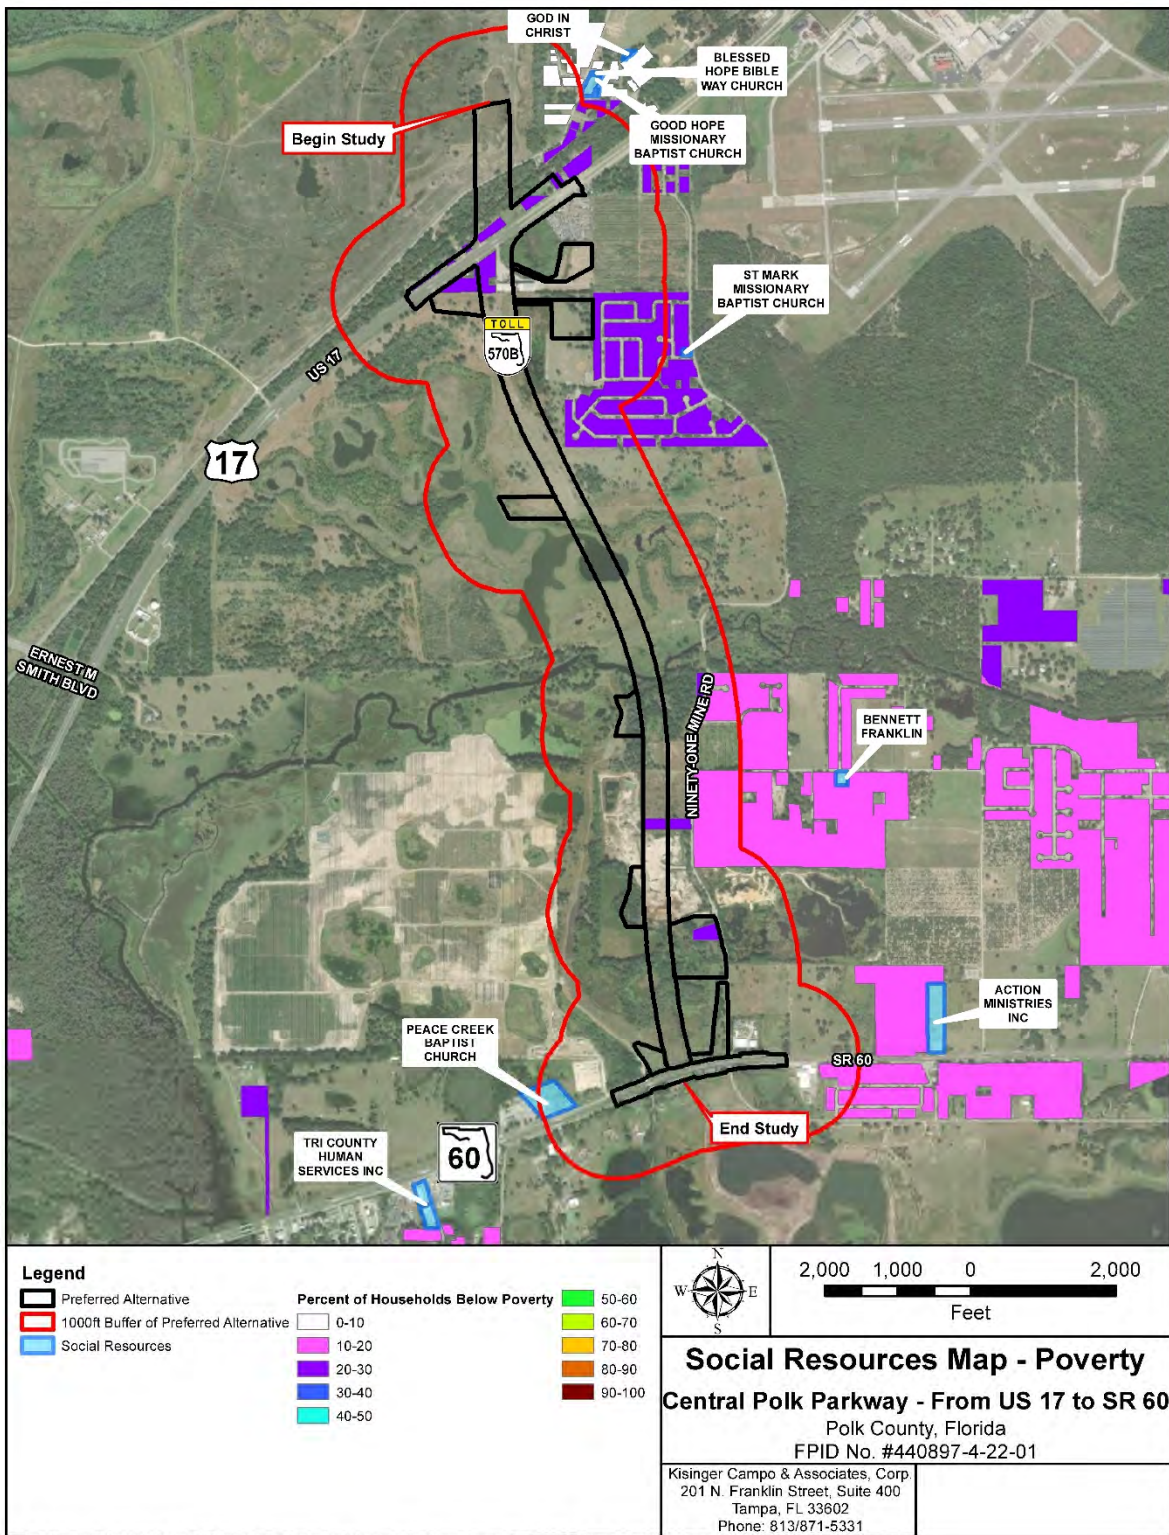 GOD IN
CHRIST
BLESSED
HOPE BIBLE
WAY CHURCH
Begin Study
GOOD HOPE
MISSIONARY
BAPTIST CHURCH
ST MARK
MISSIONARY
BAPTIST CHURCH
TOLL
570B
US 17
17
ERNEST M
SMITH BLVD
NINETY-ONE MINE RD
BENNETT
FRANKLIN
ACTION
MINISTRIES
INC
PEACE CREEK
BAPTIST
CHURCH
SR 60
End Study
TRI COUNTY
HUMAN
SERVICES INC
60
Legend
Preferred Alternative
1000ft Buffer of Preferred Alternative
Social Resources
Percent of Households Below Poverty
0-10
10-20
20-30
30-40
40-50
50-60
60-70
70-80
80-90
90-100
N
W E
S
2,000 1,000 0 2,000
Feet
Social Resources Map - Poverty
Central Polk Parkway - From US 17 to SR 60
Polk County, Florida
FPID No. #440897-4-22-01
Kisinger Campo & Associates, Corp.
201 N. Franklin Street, Suite 400
Tampa, FL 33602
Phone: 813/871-5331